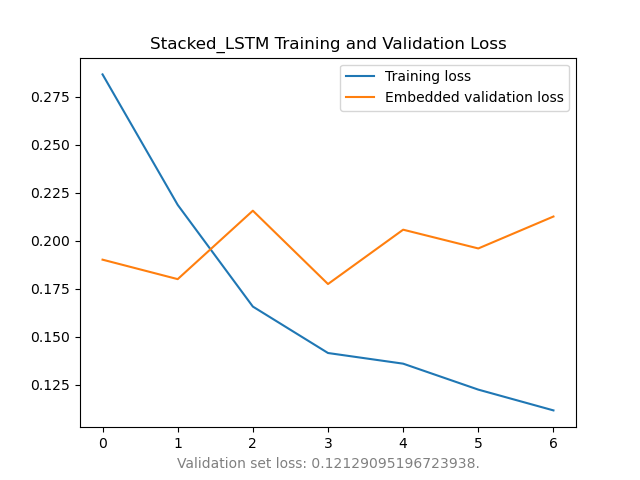 Stacked_LSTM Training and Validation Loss
Training loss
Embedded validation loss
0.275
0.250
0.225
0.200
0.175
0.150
0.125
0 1 2 3 4 5 6
Validation set loss: 0.12129095196723938.